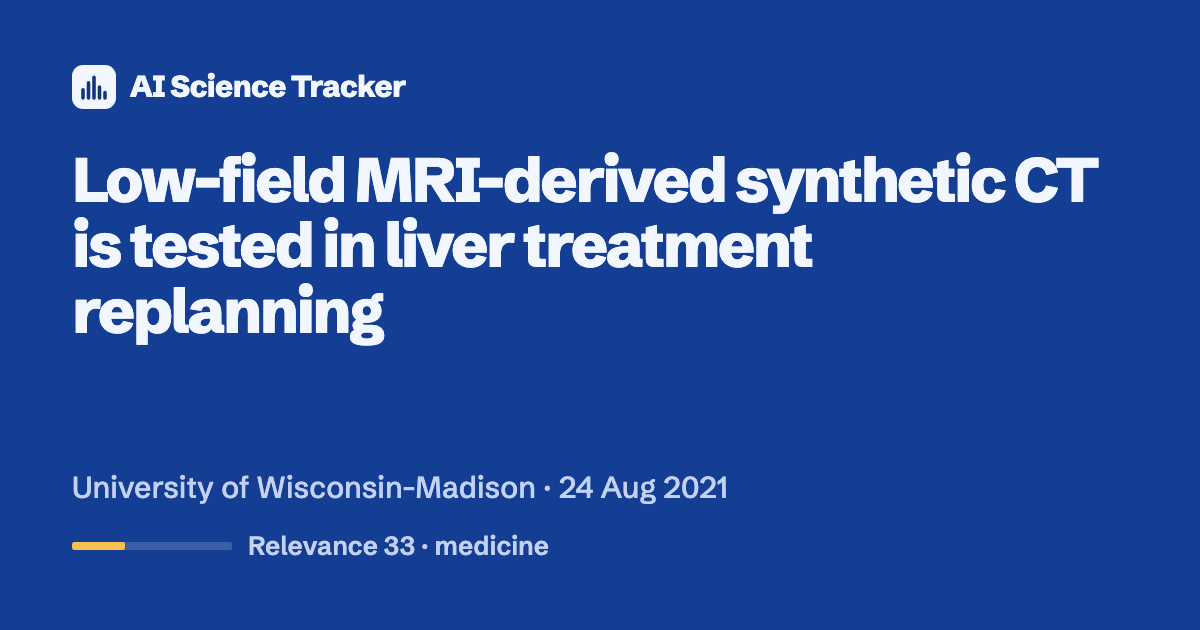 AI Science Tracker
Low-field MRI-derived synthetic CT
is tested in liver treatment
replanning
University of Wisconsin-Madison · 24 Aug 2021
Relevance 33 · medicine